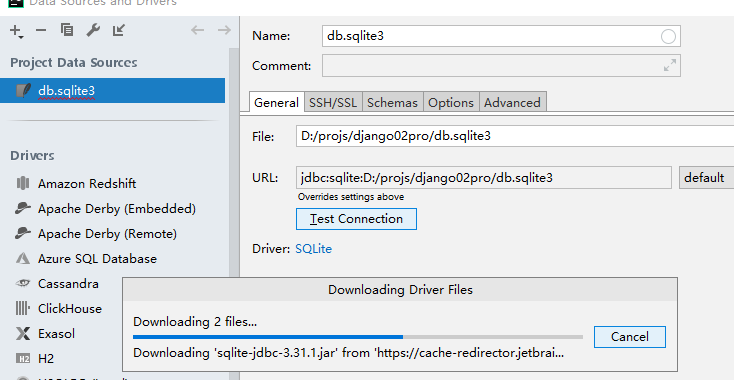 Data Sources and Drivers
Name:
db.sqlite3
Comment:
Project Data Sources
db.sqlite3
General
SSH/SSL
Schemas
Options
Advanced
File:
D:/projs/django02pro/db.sqlite3
URL:
jdbc:sqlite:D:/projs/django02pro/db.sqlite3
default
Overrides settings above
Test Connection
Driver: SQLite
Drivers
Amazon Redshift
Apache Derby (Embedded)
Apache Derby (Remote)
Azure SQL Database
Cassandra
ClickHouse
Exasol
H2
H2
Downloading Driver Files
Downloading 2 files...
Cancel
Downloading 'sqlite-jdbc-3.31.1.jar' from 'https://cache-redirector.jetbrai...